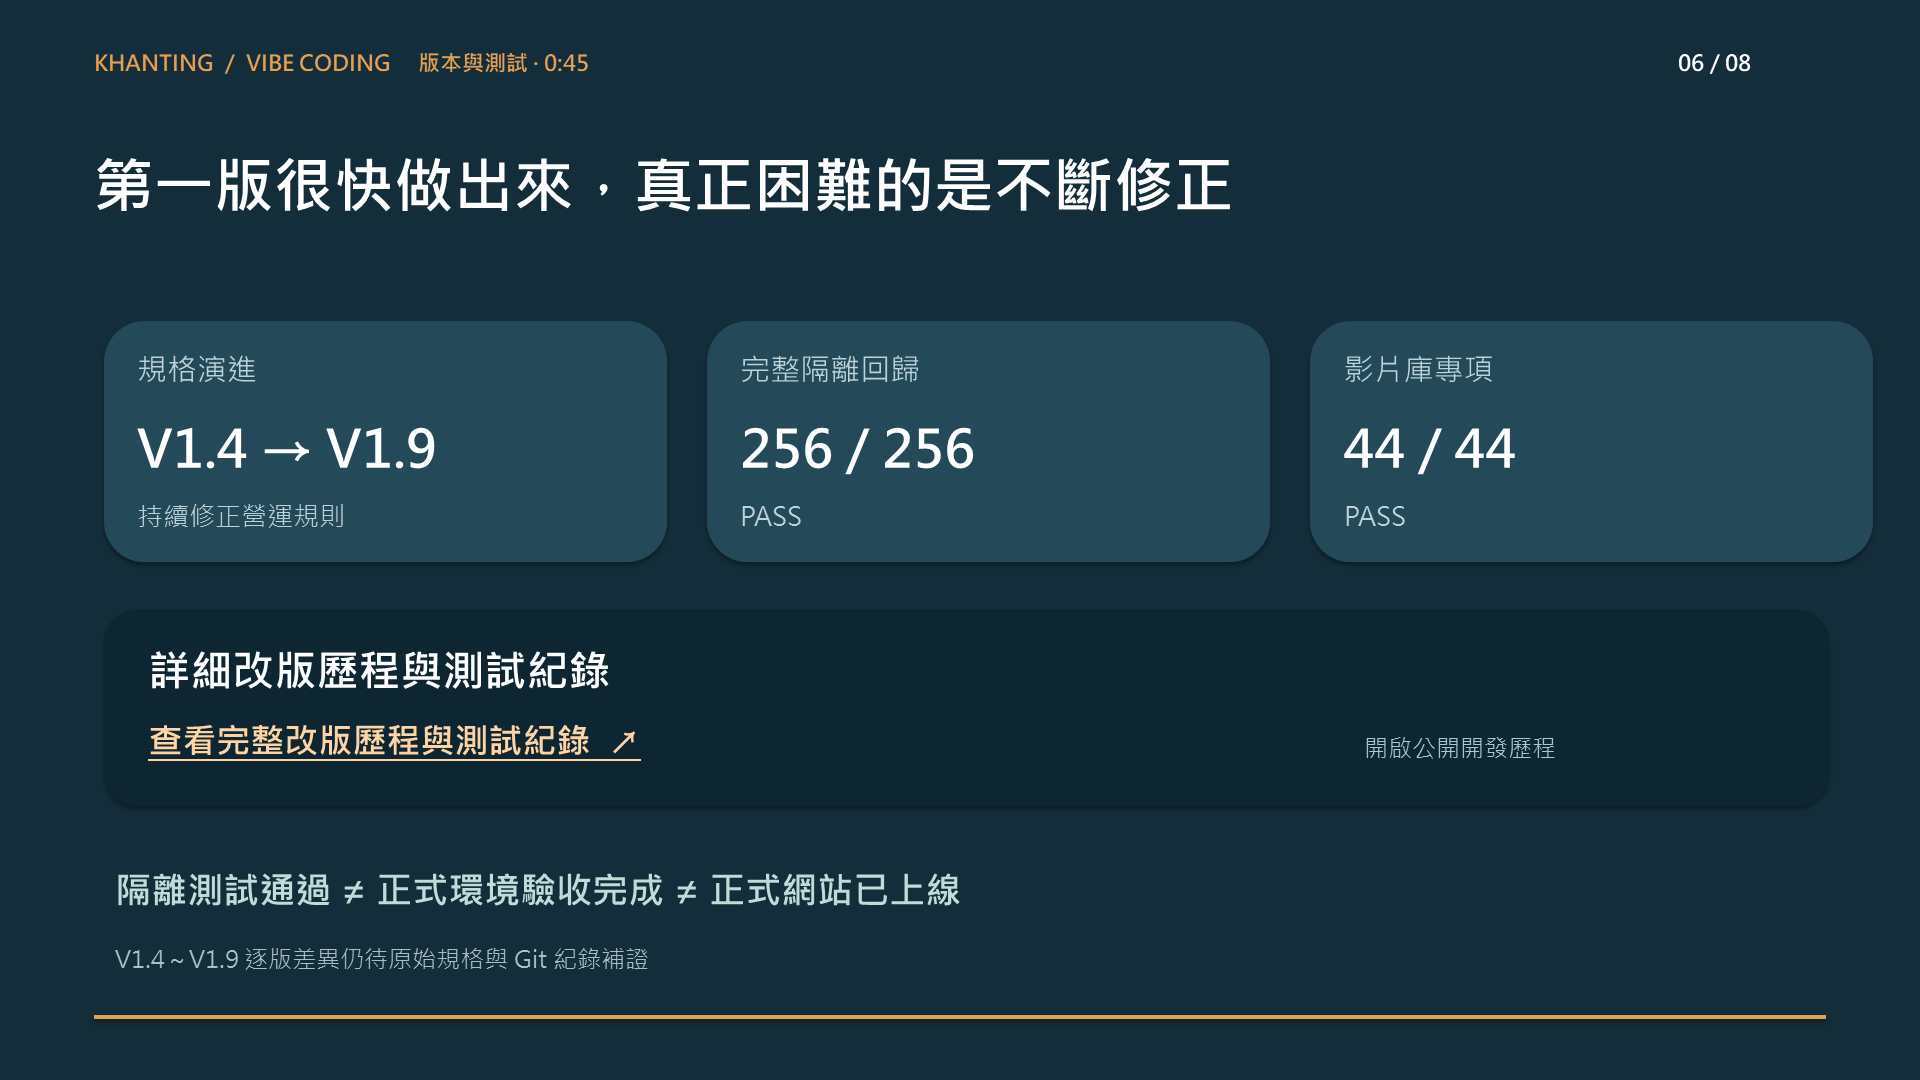 KHANTING / VIBE CODING 版本與測試 · 0:45
06 / 08
第一版很快做出來，真正困難的是不斷修正
規格演進
V1.4 → V1.9
持續修正營運規則
完整隔離回歸
256 / 256
PASS
影片庫專項
44 / 44
PASS
詳細改版歷程與測試紀錄
查看完整改版歷程與測試紀錄 ↗
開啟公開開發歷程
隔離測試通過 ≠ 正式環境驗收完成 ≠ 正式網站已上線
V1.4 ~ V1.9 逐版差異仍待原始規格與 Git 紀錄補證